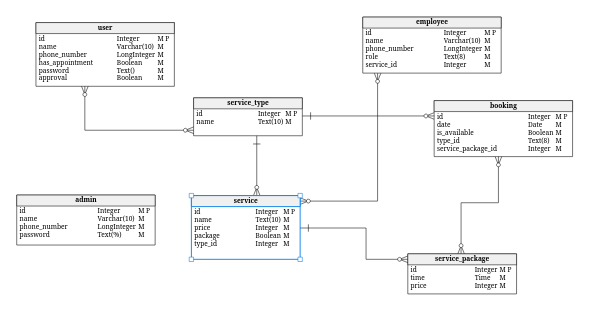 user
id Integer M P
name Varchar(10) M
phone_number LongInteger M
has_appointment Boolean M
password Text() M
approval Boolean M
employee
id Integer M P
name Varchar(10) M
phone_number LongInteger M
role Text(8) M
service_id Integer M
service_type
id Integer M P
name Text(10) M
booking
id Integer M P
date Date M
is_available Boolean M
type_id Text(8) M
service_package_id Integer M
admin
id Integer M P
name Varchar(10) M
phone_number LongInteger M
password Text(%) M
service
id Integer M P
name Text(10) M
price Integer M
package Boolean M
type_id Integer M
service_package
id Integer M P
time Time M
price Integer M